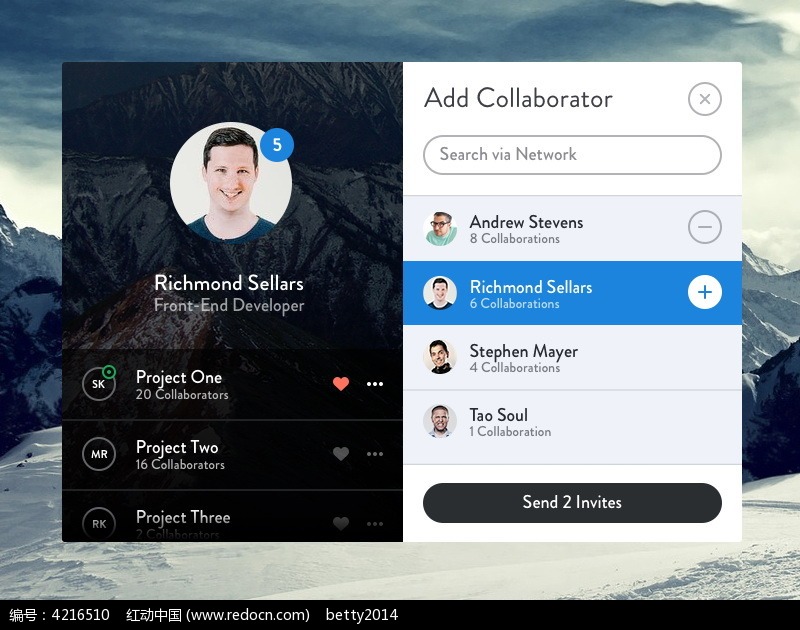 5
Richmond Sellars
Front-End Developer
SK
Project One
20 Collaborators
MR
Project Two
16 Collaborators
RK
Project Three
2 Collaborators
Add Collaborator
Search via Network
Andrew Stevens
8 Collaborations
Richmond Sellars
6 Collaborations
Stephen Mayer
4 Collaborations
Tao Soul
1 Collaboration
Send 2 Invites
编号：4216510 红动中国 (www.redocn.com) betty2014